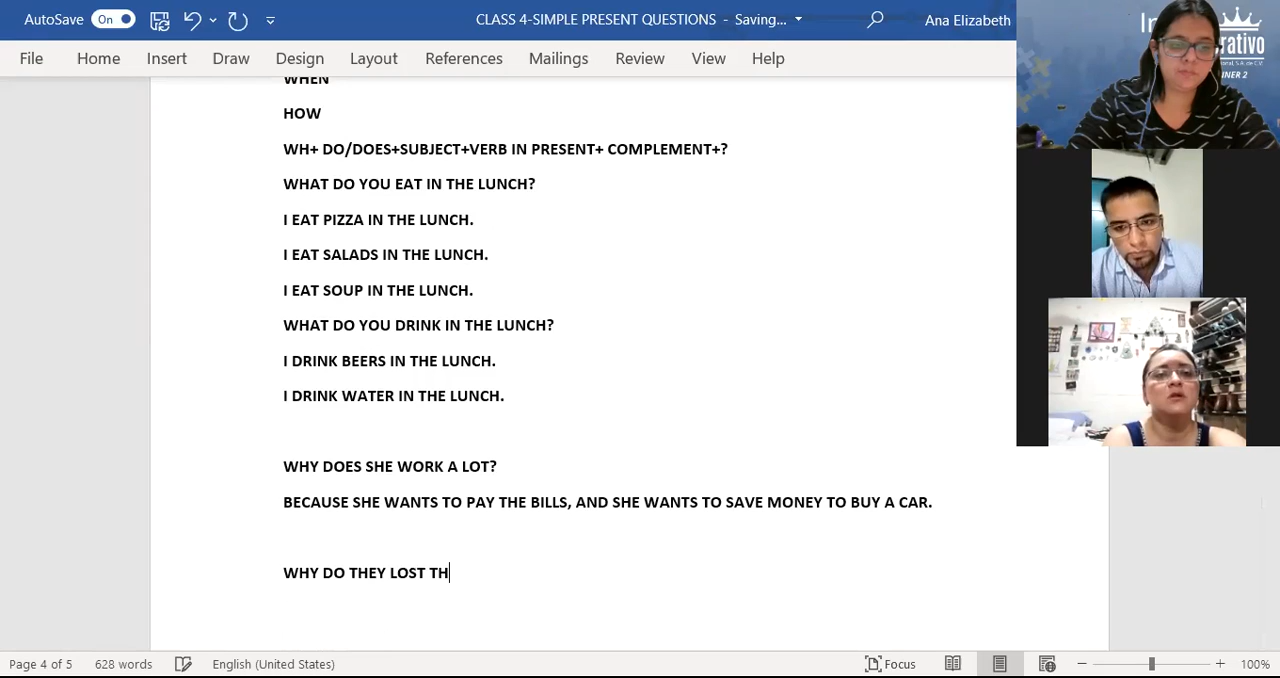 AutoSave On CLASS 4-SIMPLE PRESENT QUESTIONS - Saving... Ana Elizabeth
File Home Insert Draw Design Layout References Mailings Review View Help
WHEN
HOW
WH+ DO/DOES+SUBJECT+VERB IN PRESENT+ COMPLEMENT+?
WHAT DO YOU EAT IN THE LUNCH?
I EAT PIZZA IN THE LUNCH.
I EAT SALADS IN THE LUNCH.
I EAT SOUP IN THE LUNCH.
WHAT DO YOU DRINK IN THE LUNCH?
I DRINK BEERS IN THE LUNCH.
I DRINK WATER IN THE LUNCH.
WHY DOES SHE WORK A LOT?
BECAUSE SHE WANTS TO PAY THE BILLS, AND SHE WANTS TO SAVE MONEY TO BUY A CAR.
WHY DO THEY LOST TH
Page 4 of 5 628 words English (United States) Focus 100%